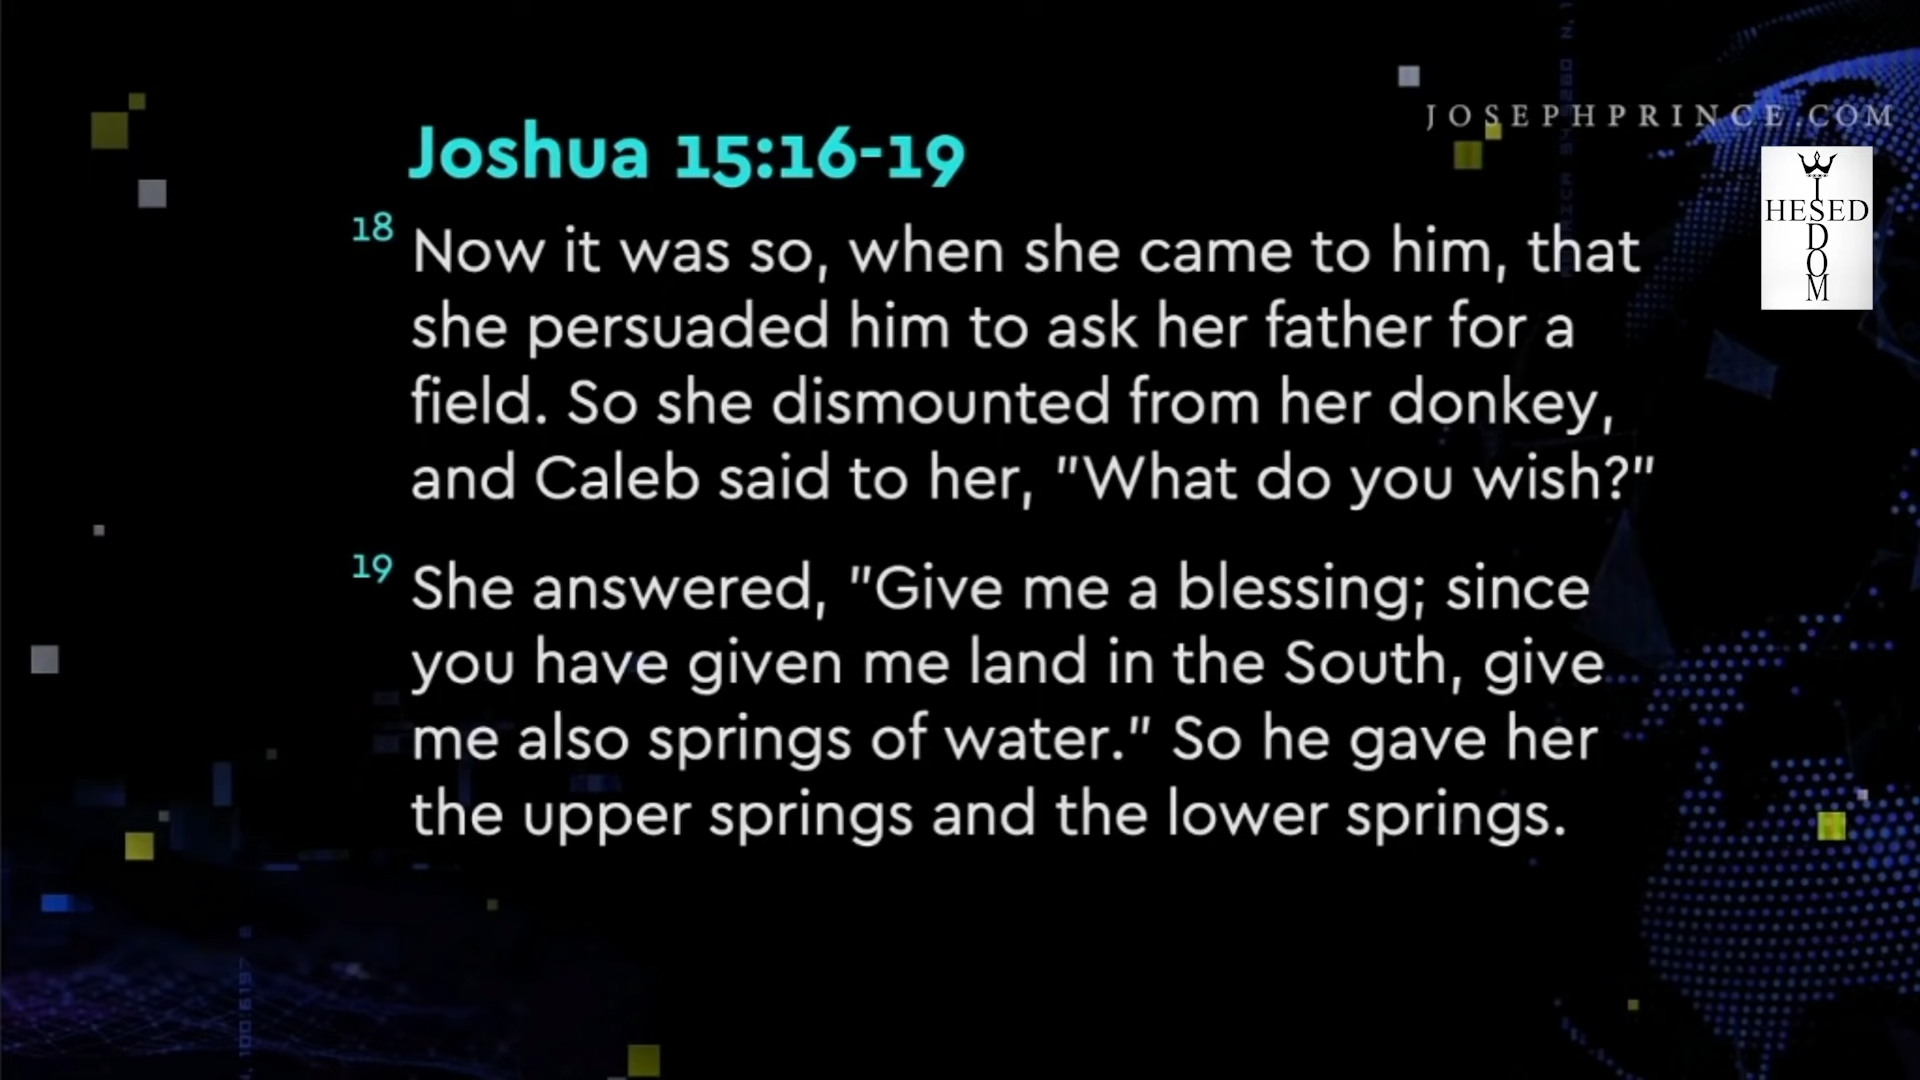 JOSEPHPRINCE.COM
Joshua 15:16-19
18 Now it was so, when she came to him, that
she persuaded him to ask her father for a
field. So she dismounted from her donkey,
and Caleb said to her, "What do you wish?"
19 She answered, "Give me a blessing; since
you have given me land in the South, give
me also springs of water." So he gave her
the upper springs and the lower springs.
HESED
WISDOM